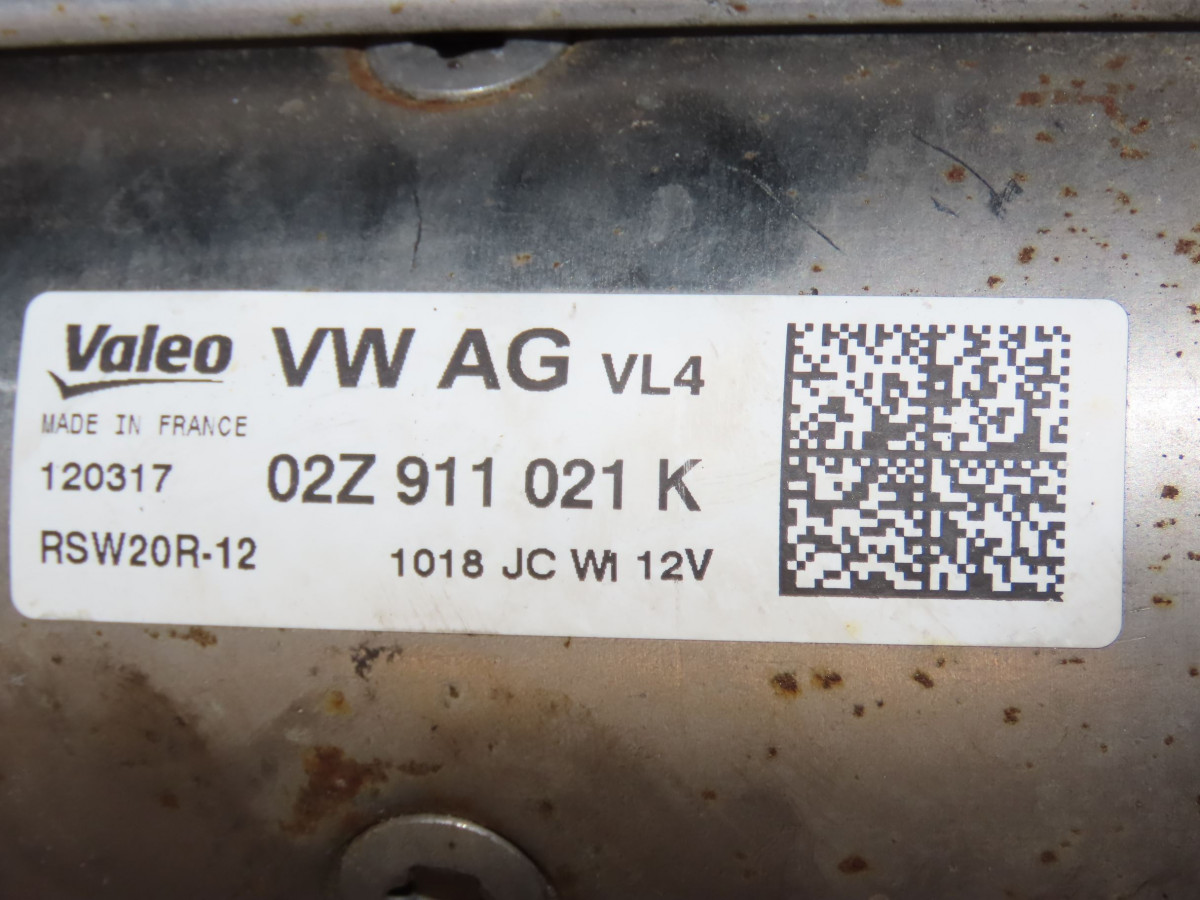 Valeo VW AG VL4
MADE IN FRANCE
120317 02Z 911 021 K
RSW20R-12 1018 JC WI 12V